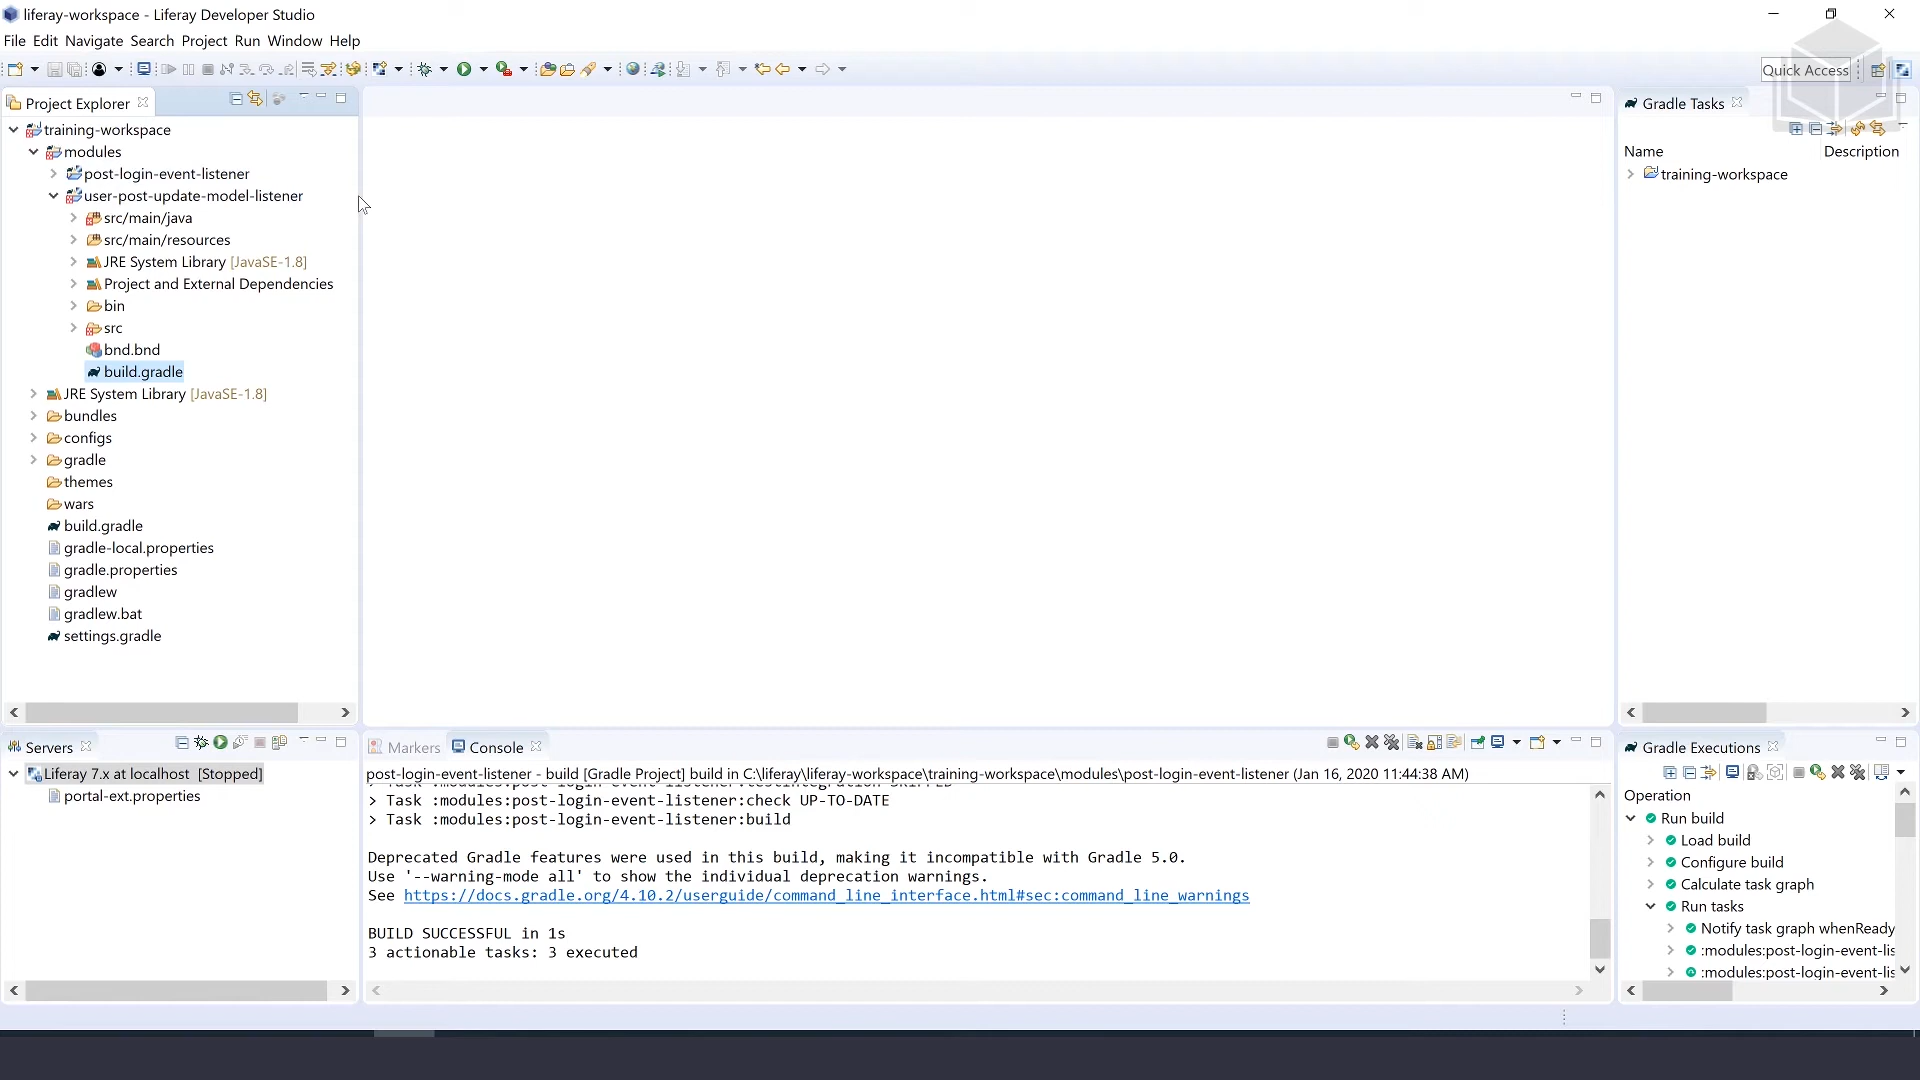 liferay-workspace - Liferay Developer Studio
File Edit Navigate Search Project Run Window Help
Quick Access
Project Explorer
training-workspace
modules
post-login-event-listener
user-post-update-model-listener
src/main/java
src/main/resources
JRE System Library [JavaSE-1.8]
Project and External Dependencies
bin
src
bnd.bnd
build.gradle
JRE System Library [JavaSE-1.8]
bundles
configs
gradle
themes
wars
build.gradle
gradle-local.properties
gradle.properties
gradlew
gradlew.bat
settings.gradle
Gradle Tasks
Name Description
training-workspace
Servers
Liferay 7.x at localhost [Stopped]
portal-ext.properties
Markers Console
post-login-event-listener - build [Gradle Project] build in C:\liferay\liferay-workspace\training-workspace\modules\post-login-event-listener (Jan 16, 2020 11:44:38 AM)
> Task :modules:post-login-event-listener:check UP-TO-DATE
> Task :modules:post-login-event-listener:build
Deprecated Gradle features were used in this build, making it incompatible with Gradle 5.0.
Use '--warning-mode all' to show the individual deprecation warnings.
See https://docs.gradle.org/4.10.2/userguide/command_line_interface.html#sec:command_line_warnings
BUILD SUCCESSFUL in 1s
3 actionable tasks: 3 executed
Gradle Executions
Operation
Run build
Load build
Configure build
Calculate task graph
Run tasks
Notify task graph whenReady
:modules:post-login-event-lis
:modules:post-login-event-lis